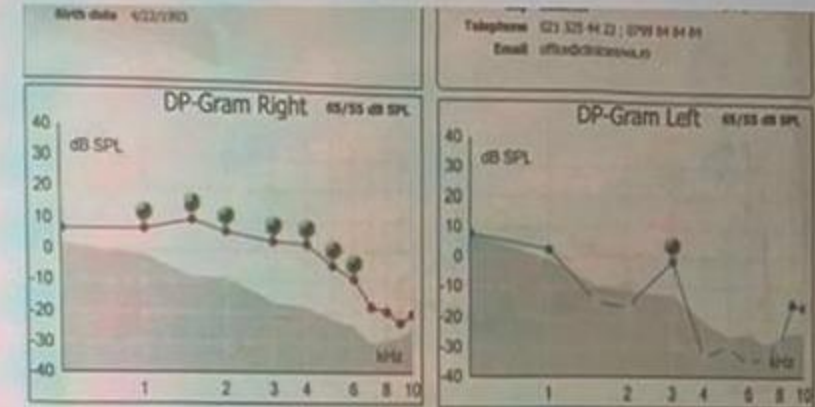 Birth date
Telephone
Email
DP-Gram Right 65/55 dB SPL
40
dB SPL
30
20
10
0
-10
-20
-30
-40
kHz
1 2 3 4 6 8 10
DP-Gram Left 65/55 dB SPL
40
dB SPL
30
20
10
0
-10
-20
-30
-40
kHz
1 2 3 4 6 8 10